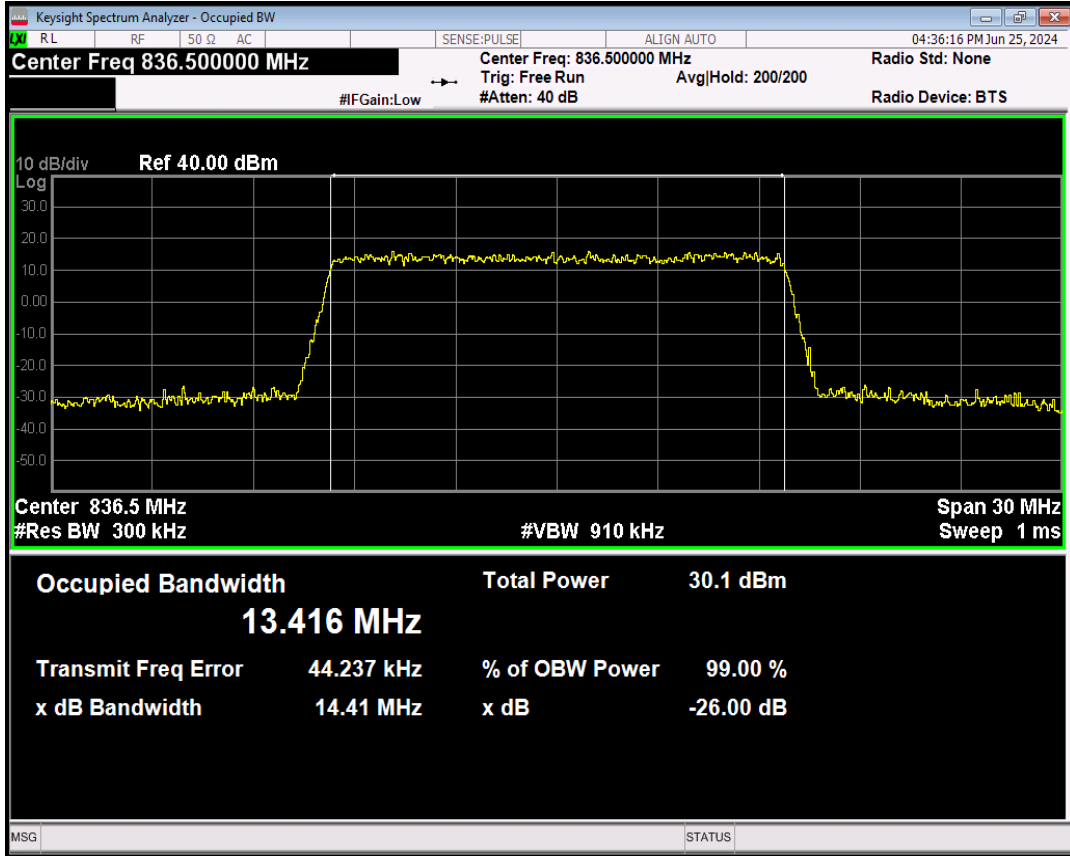 Keysight Spectrum Analyzer - Occupied BW
LXI RL RF 50 Ω AC SENSE:PULSE ALIGN AUTO 04:36:16 PM Jun 25, 2024
Center Freq 836.500000 MHz Center Freq: 836.500000 MHz Radio Std: None
Trig: Free Run Avg|Hold: 200/200
#IFGain:Low #Atten: 40 dB Radio Device: BTS
10 dB/div Ref 40.00 dBm
Log
30.0
20.0
10.0
0.00
-10.0
-20.0
-30.0
-40.0
-50.0
Center 836.5 MHz Span 30 MHz
#Res BW 300 kHz #VBW 910 kHz Sweep 1 ms
Occupied Bandwidth Total Power 30.1 dBm
13.416 MHz
Transmit Freq Error 44.237 kHz % of OBW Power 99.00 %
x dB Bandwidth 14.41 MHz x dB -26.00 dB
MSG STATUS